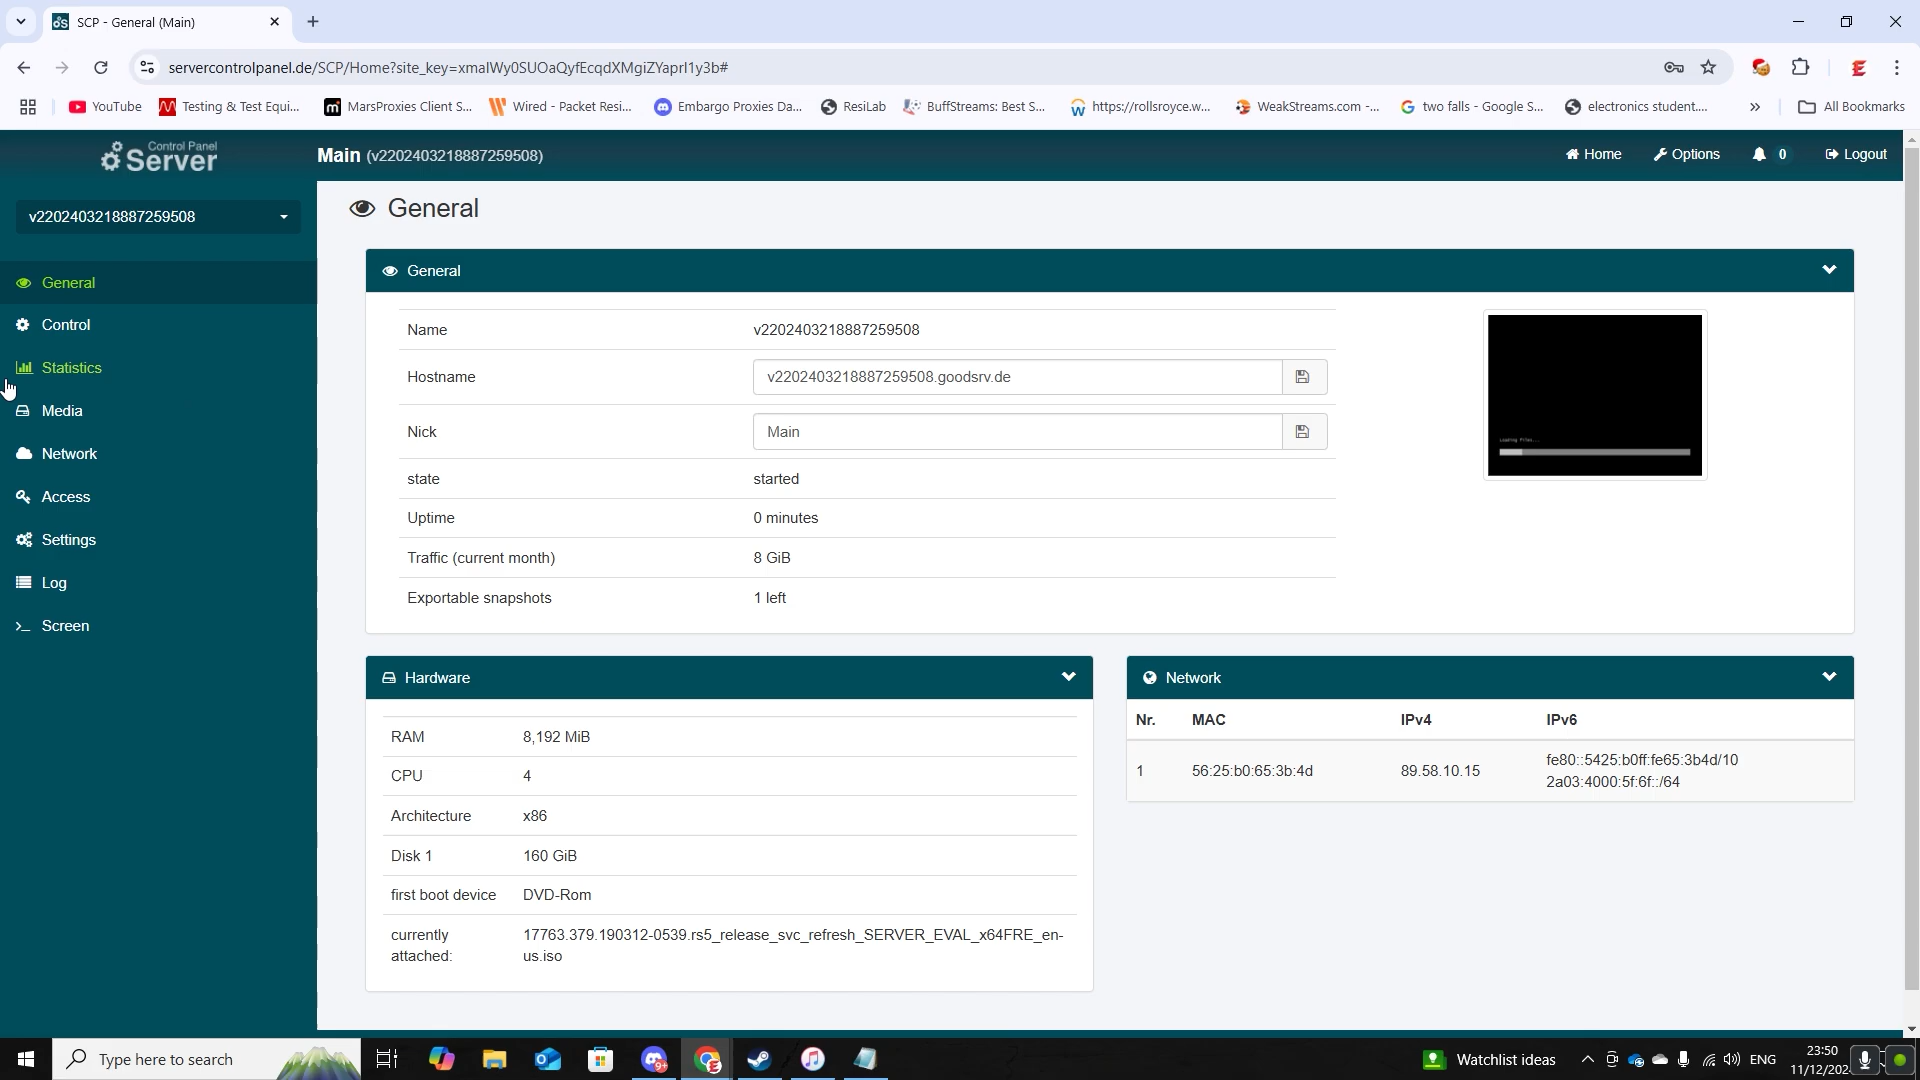 SCP - General (Main)
servercontrolpanel.de/SCP/Home?site_key=xmalWy0SUOaQyfEcqdXMgiZYaprl1y3b#
YouTube
Testing & Test Equi...
MarsProxies Client S...
Wired - Packet Resi...
Embargo Proxies Da...
ResiLab
BuffStreams: Best S...
https://rollsroyce.w...
WeakStreams.com -...
two falls - Google S...
electronics student....
All Bookmarks
Control Panel
Server
Main (v2202403218887259508)
Home
Options
0
Logout
v2202403218887259508
General
Control
Statistics
Media
Network
Access
Settings
Log
Screen
General
General
Name v2202403218887259508
Hostname v2202403218887259508.goodsrv.de
Nick Main
state started
Uptime 0 minutes
Traffic (current month) 8 GiB
Exportable snapshots 1 left
Loading files...
Hardware
RAM 8,192 MiB
CPU 4
Architecture x86
Disk 1 160 GiB
first boot device DVD-Rom
currently attached: 17763.379.190312-0539.rs5_release_svc_refresh_SERVER_EVAL_x64FRE_en-
us.iso
Network
Nr. MAC IPv4 IPv6
1 56:25:b0:65:3b:4d 89.58.10.15 fe80::5425:b0ff:fe65:3b4d/10
2a03:4000:5f:6f::/64
Type here to search
9+
Watchlist ideas
ENG
23:50
11/12/202